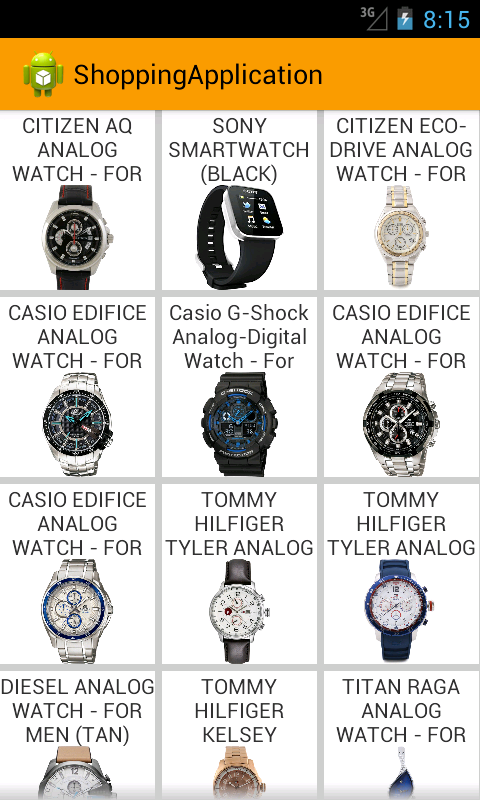 3G 8:15
ShoppingApplication
CITIZEN AQ
ANALOG
WATCH - FOR
SONY
SMARTWATCH
(BLACK)
CITIZEN ECO-
DRIVE ANALOG
WATCH - FOR
CASIO EDIFICE
ANALOG
WATCH - FOR
Casio G-Shock
Analog-Digital
Watch - For
CASIO EDIFICE
ANALOG
WATCH - FOR
CASIO EDIFICE
ANALOG
WATCH - FOR
TOMMY
HILFIGER
TYLER ANALOG
TOMMY
HILFIGER
TYLER ANALOG
DIESEL ANALOG
WATCH - FOR
MEN (TAN)
TOMMY
HILFIGER
KELSEY
TITAN RAGA
ANALOG
WATCH - FOR